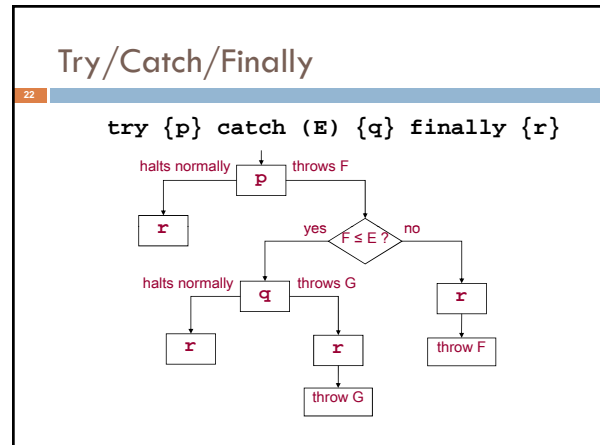 Try/Catch/Finally
22
try {p} catch (E) {q} finally {r}
halts normally
throws F
p
r
yes
F ≤ E ?
no
halts normally
throws G
q
r
r
r
throw F
throw G